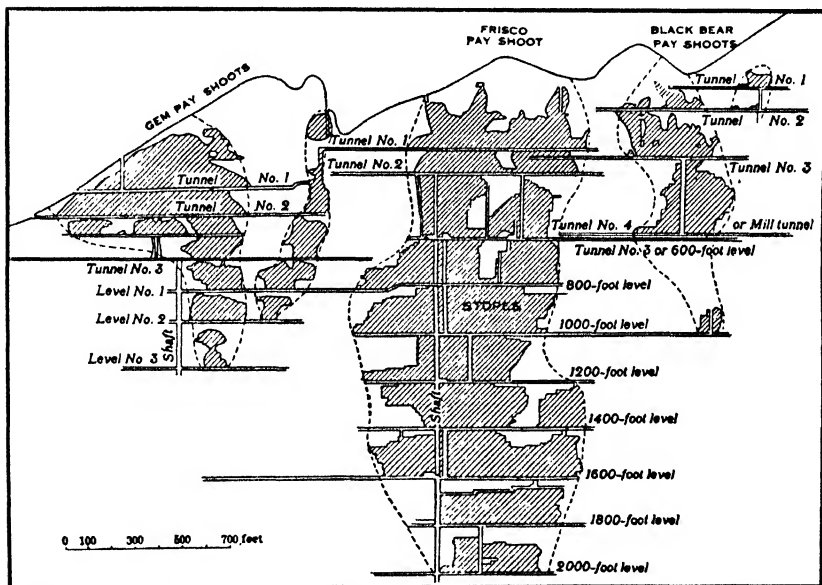 FRISCO
PAY SHOOT
BLACK BEAR
PAY SHOOTS
GEM PAY SHOOTS
Tunnel No. 1
Tunnel No. 2
Tunnel No. 1
Tunnel No. 2
Tunnel No. 3
Tunnel No. 1
Tunnel No. 2
Tunnel No. 4
or Mill tunnel
Tunnel No. 3 or 600-foot level
Tunnel No. 3
Level No. 1
800-foot level
STOPES
Level No. 2
1000-foot level
Shaft
Level No. 3
1200-foot level
Shaft
1400-foot level
1600-foot level
1800-foot level
0 100 300 500 700 feet
2000-foot level